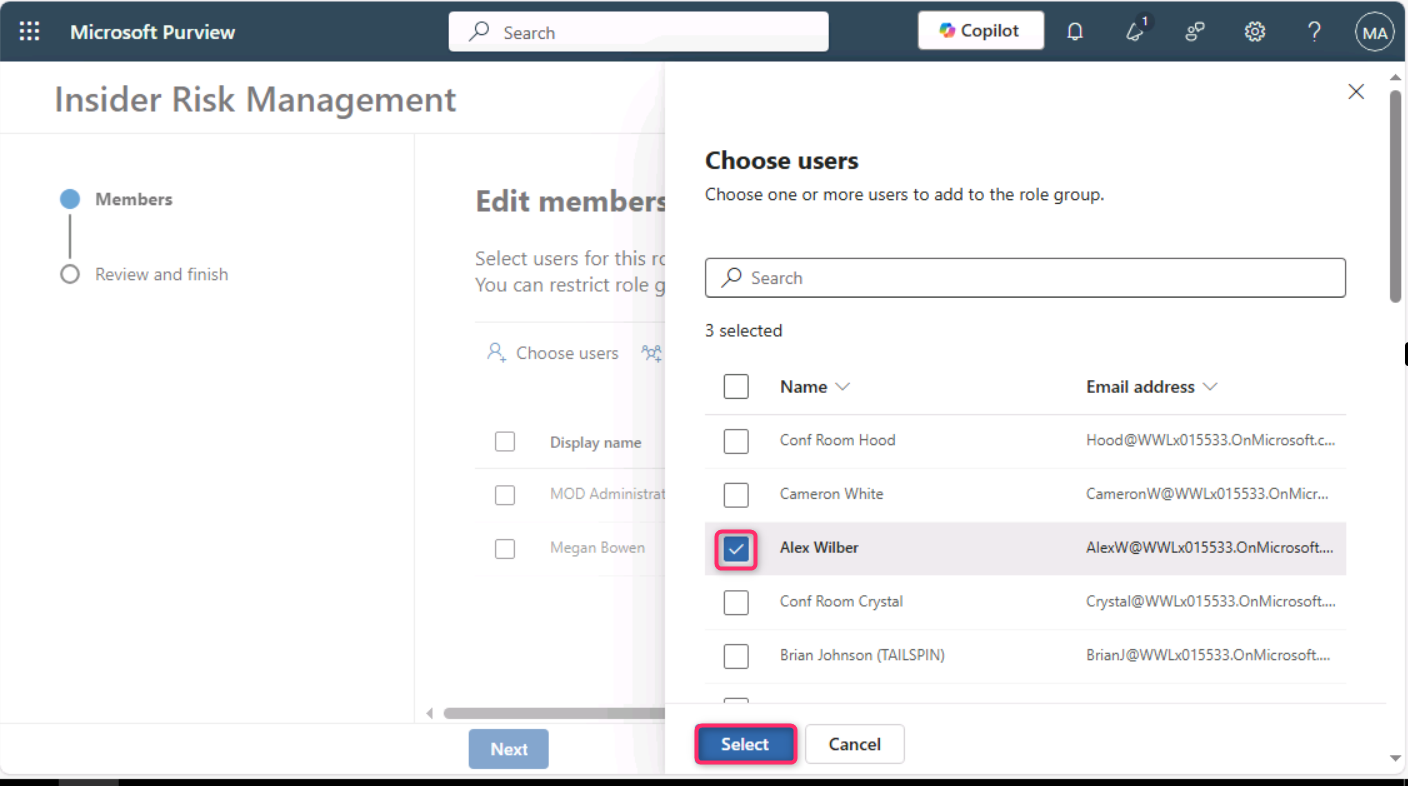 Microsoft Purview
Search
Copilot
1
MA
Insider Risk Management
Members
Review and finish
Edit members
Select users for this ro
You can restrict role g
Choose users
Display name
MOD Administrat
Megan Bowen
Next
Choose users
Choose one or more users to add to the role group.
Search
3 selected
Name Email address
Conf Room Hood Hood@WWLx015533.OnMicrosoft.c...
Cameron White CameronW@WWLx015533.OnMicr...
Alex Wilber AlexW@WWLx015533.OnMicrosoft....
Conf Room Crystal Crystal@WWLx015533.OnMicrosoft....
Brian Johnson (TAILSPIN) BrianJ@WWLx015533.OnMicrosoft....
Select Cancel